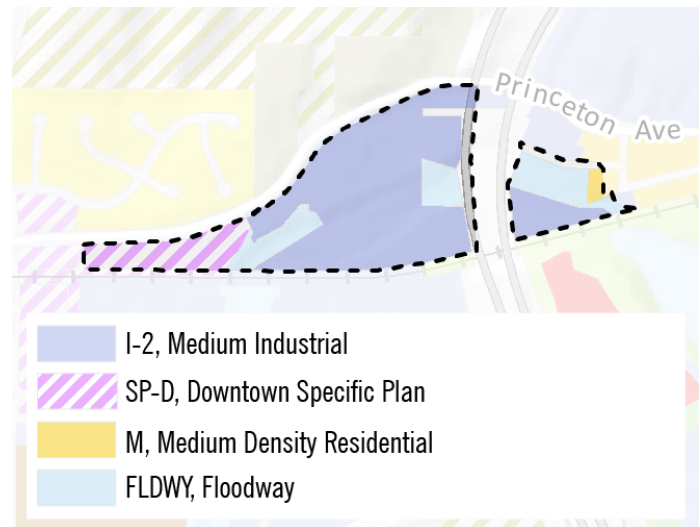 Princeton Ave
I-2, Medium Industrial
SP-D, Downtown Specific Plan
M, Medium Density Residential
FLDWY, Floodway